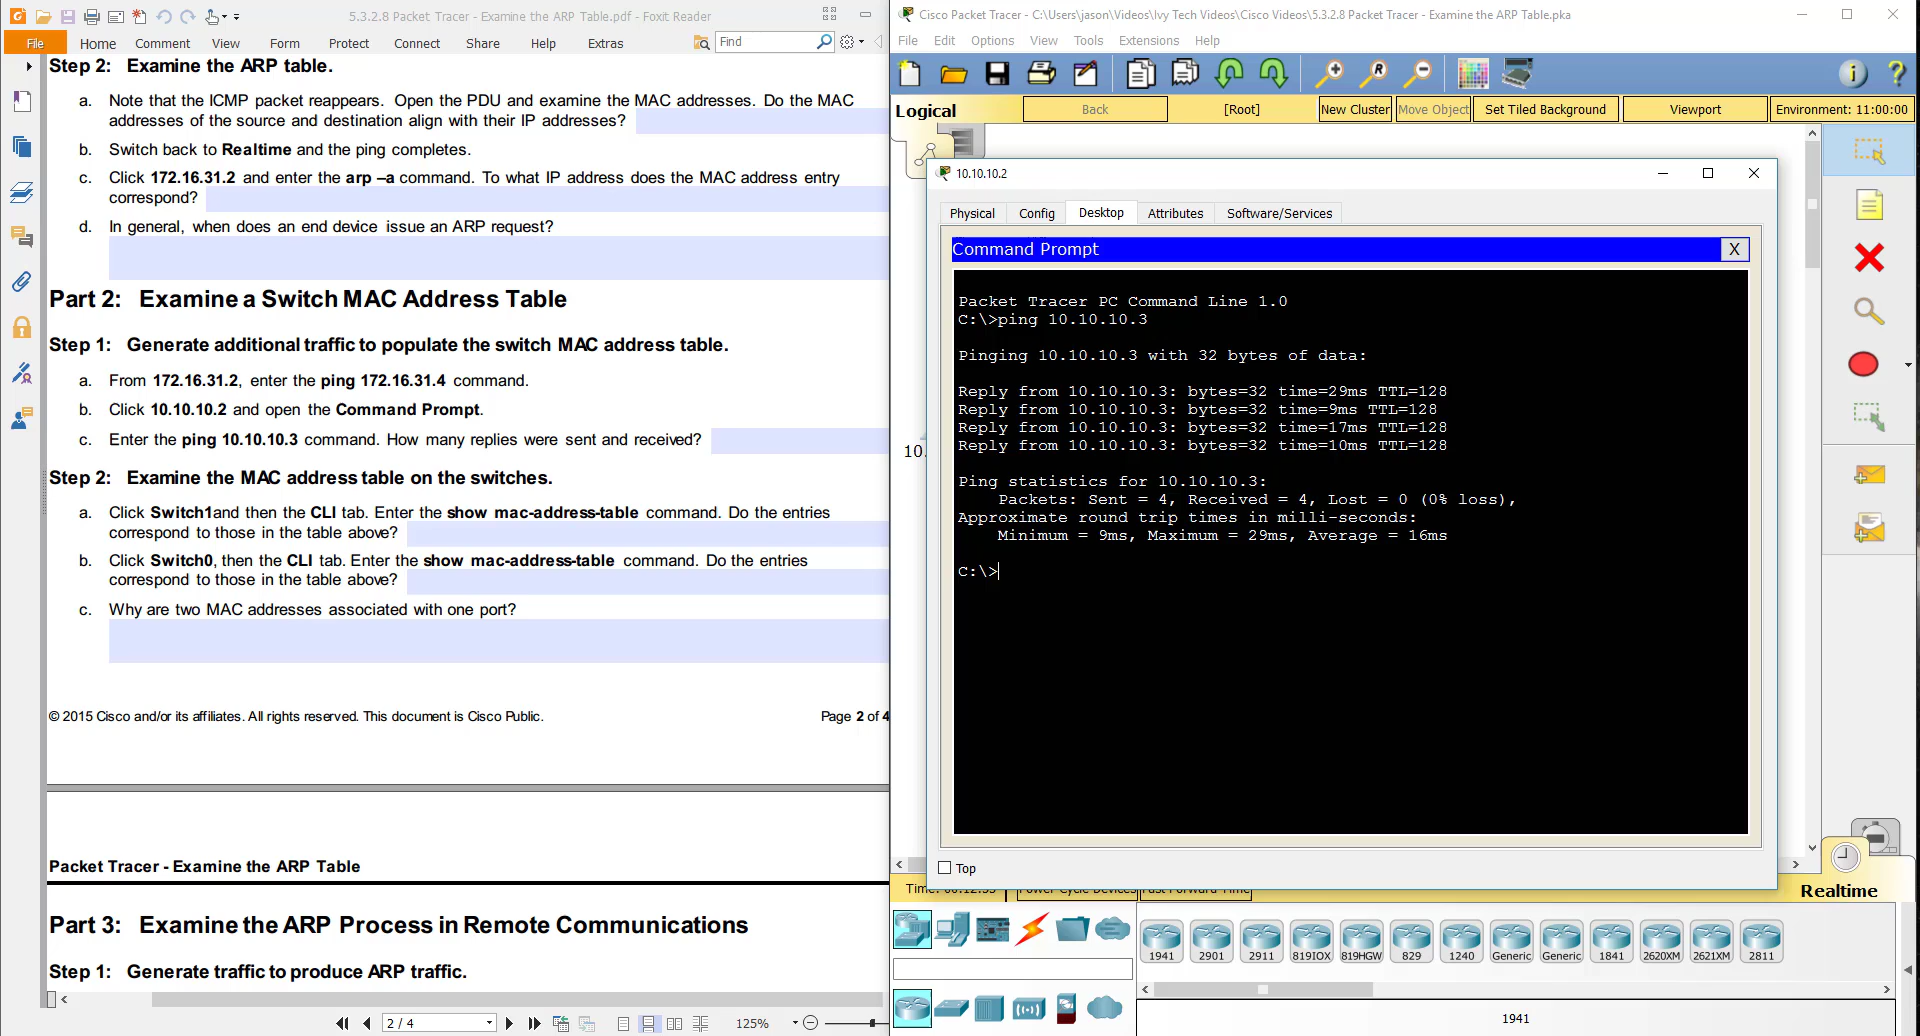 5.3.2.8 Packet Tracer - Examine the ARP Table.pdf - Foxit Reader
File Home Comment View Form Protect Connect Share Help Extras Find
Step 2: Examine the ARP table.
a. Note that the ICMP packet reappears. Open the PDU and examine the MAC addresses. Do the MAC
addresses of the source and destination align with their IP addresses?
b. Switch back to Realtime and the ping completes.
c. Click 172.16.31.2 and enter the arp –a command. To what IP address does the MAC address entry
correspond?
d. In general, when does an end device issue an ARP request?
Part 2: Examine a Switch MAC Address Table
Step 1: Generate additional traffic to populate the switch MAC address table.
a. From 172.16.31.2, enter the ping 172.16.31.4 command.
b. Click 10.10.10.2 and open the Command Prompt.
c. Enter the ping 10.10.10.3 command. How many replies were sent and received?
Step 2: Examine the MAC address table on the switches.
a. Click Switch1and then the CLI tab. Enter the show mac-address-table command. Do the entries
correspond to those in the table above?
b. Click Switch0, then the CLI tab. Enter the show mac-address-table command. Do the entries
correspond to those in the table above?
c. Why are two MAC addresses associated with one port?
© 2015 Cisco and/or its affiliates. All rights reserved. This document is Cisco Public. Page 2 of 4
Packet Tracer - Examine the ARP Table
Part 3: Examine the ARP Process in Remote Communications
Step 1: Generate traffic to produce ARP traffic.
2 / 4 125%
Cisco Packet Tracer - C:\Users\jason\Videos\Ivy Tech Videos\Cisco Videos\5.3.2.8 Packet Tracer - Examine the ARP Table.pka
File Edit Options View Tools Extensions Help
Logical Back [Root] New Cluster Move Object Set Tiled Background Viewport Environment: 11:00:00
10.10.10.2
Physical Config Desktop Attributes Software/Services
Command Prompt X
Packet Tracer PC Command Line 1.0
C:\>ping 10.10.10.3
Pinging 10.10.10.3 with 32 bytes of data:
Reply from 10.10.10.3: bytes=32 time=29ms TTL=128
Reply from 10.10.10.3: bytes=32 time=9ms TTL=128
Reply from 10.10.10.3: bytes=32 time=17ms TTL=128
Reply from 10.10.10.3: bytes=32 time=10ms TTL=128
Ping statistics for 10.10.10.3:
Packets: Sent = 4, Received = 4, Lost = 0 (0% loss),
Approximate round trip times in milli-seconds:
Minimum = 9ms, Maximum = 29ms, Average = 16ms
C:\>
10.
Top
Power Cycle Devices Fast Forward Time
Realtime
1941 2901 2911 819IOX 819HGW 829 1240 Generic Generic 1841 2620XM 2621XM 2811
1941